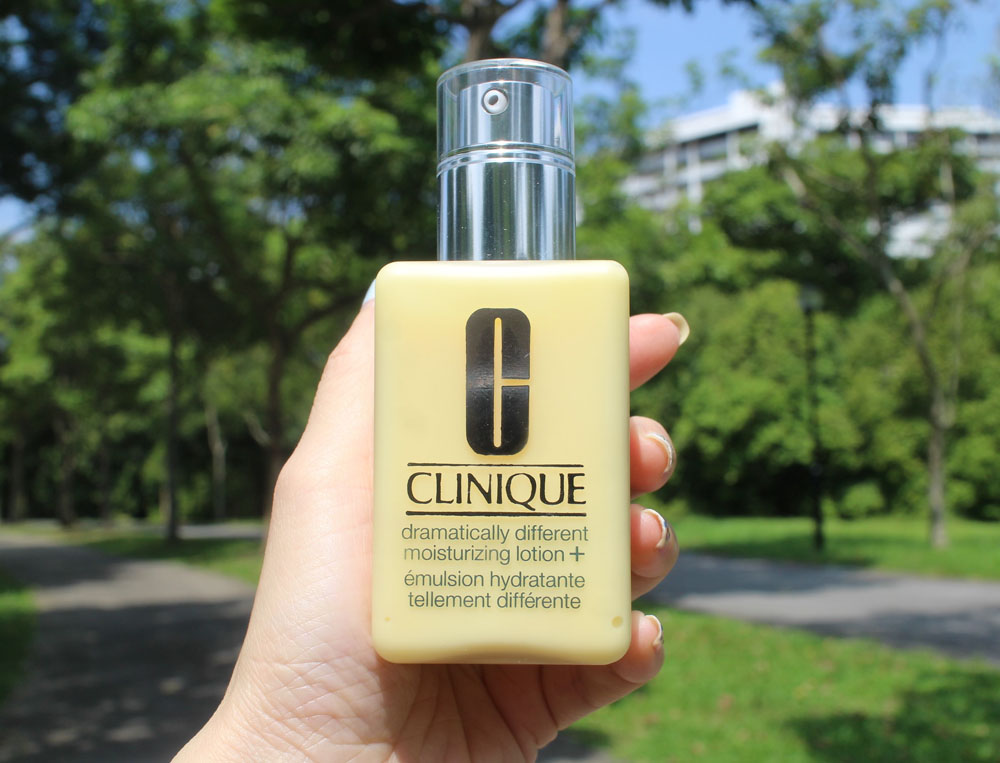 C
CLINIQUE
dramatically different
moisturizing lotion +
émulsion hydratante
tellement différente